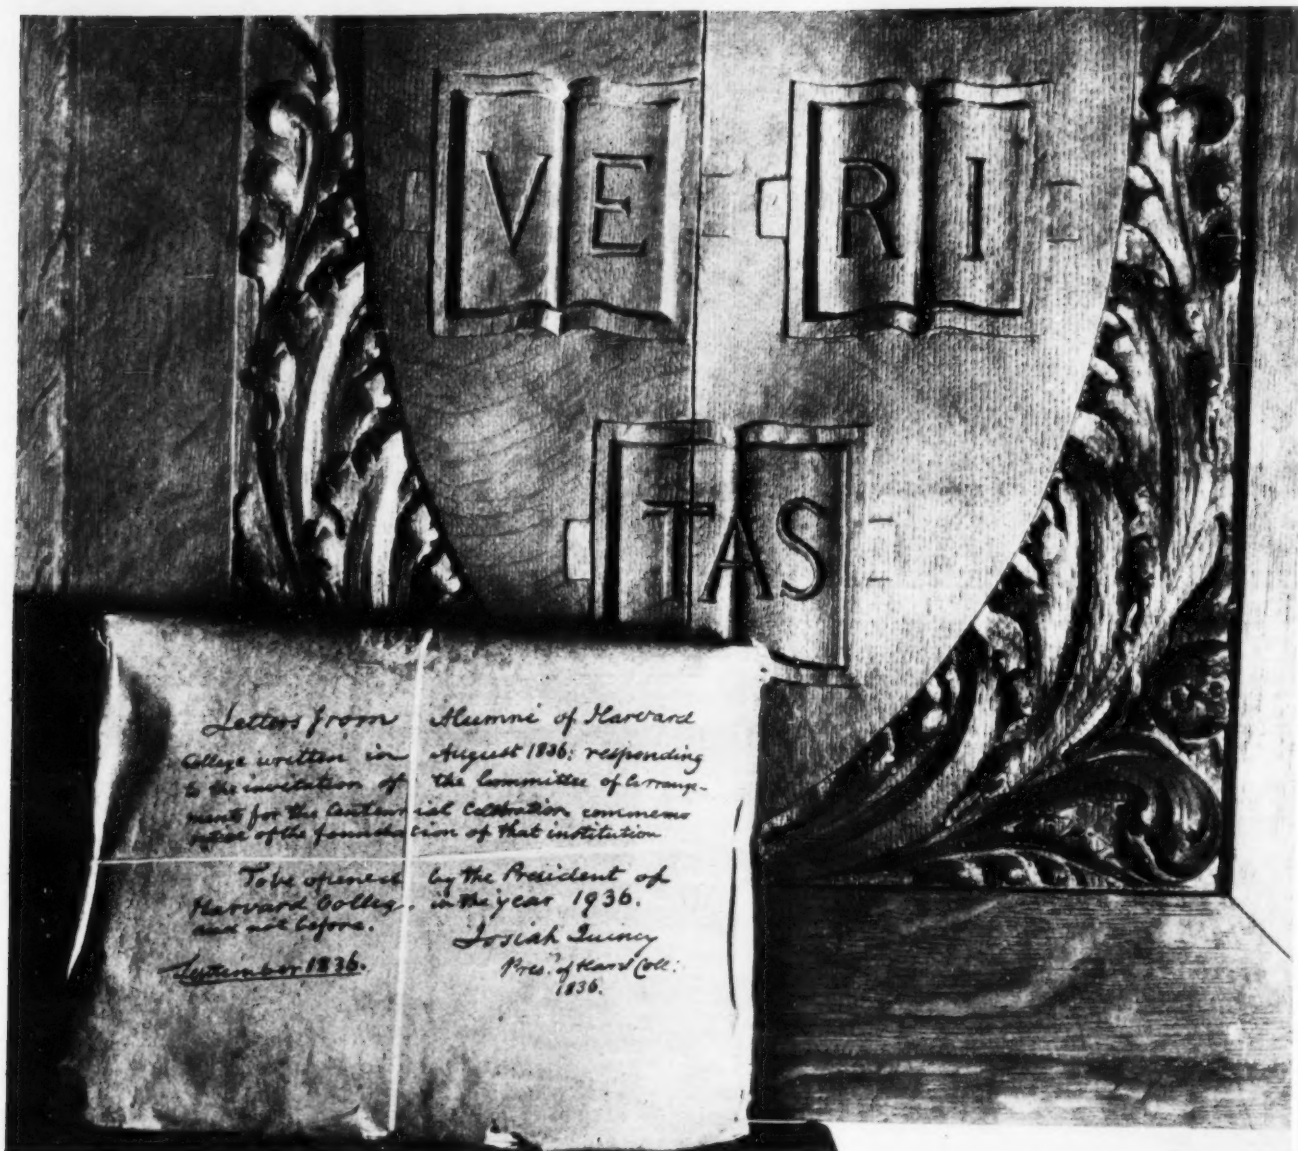 VE RI
TAS
Letters from Alumni of Harvard
College written in August 1836; responding
to the invitation of the Committee of Arrange-
ments for the Centennial Celebration commemo
rative of the foundation of that institution
To be opened by the President of
Harvard College in the year 1936.
and not before.
Josiah Quincy
September 1836.
Pres.t of Harv'd Coll:
1836.